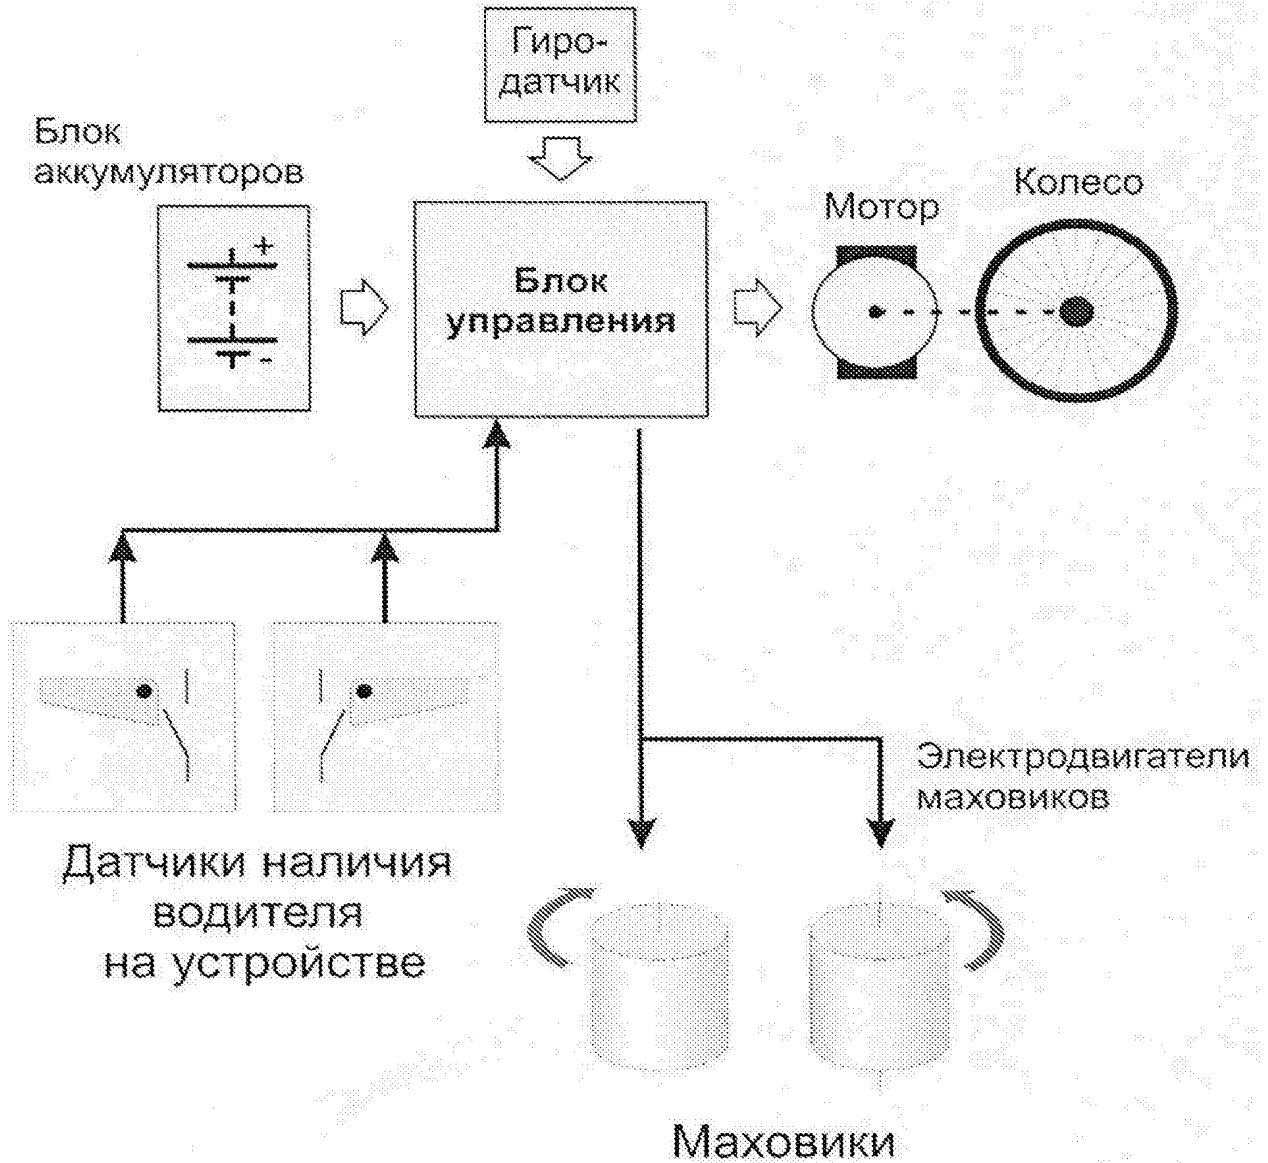 Гиро-
датчик
Блок
аккумуляторов
+
-
Блок
управления
Мотор
Колесо
Датчики наличия
водителя
на устройстве
Электродвигатели
маховиков
Маховики